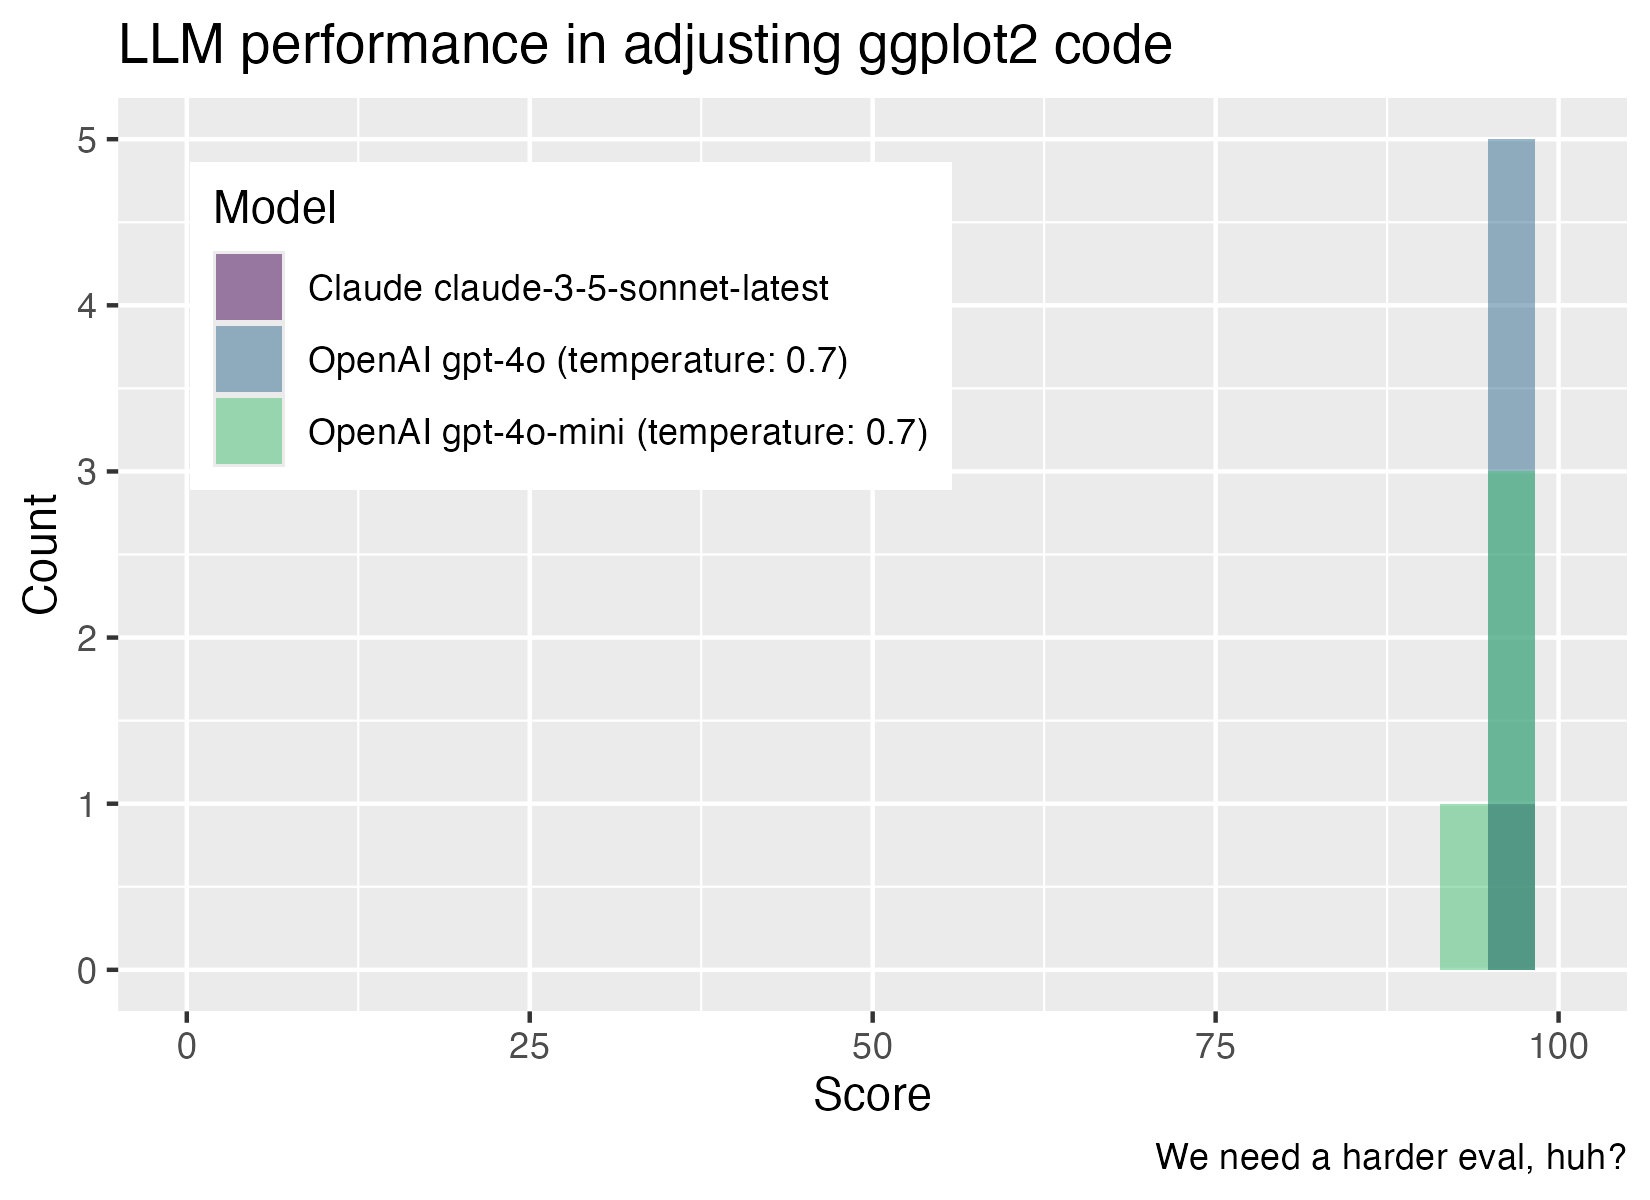 LLM performance in adjusting ggplot2 code
5
4
3
2
1
0
Count
Model
Claude claude-3-5-sonnet-latest
OpenAI gpt-4o (temperature: 0.7)
OpenAI gpt-4o-mini (temperature: 0.7)
0 25 50 75 100
Score
We need a harder eval, huh?